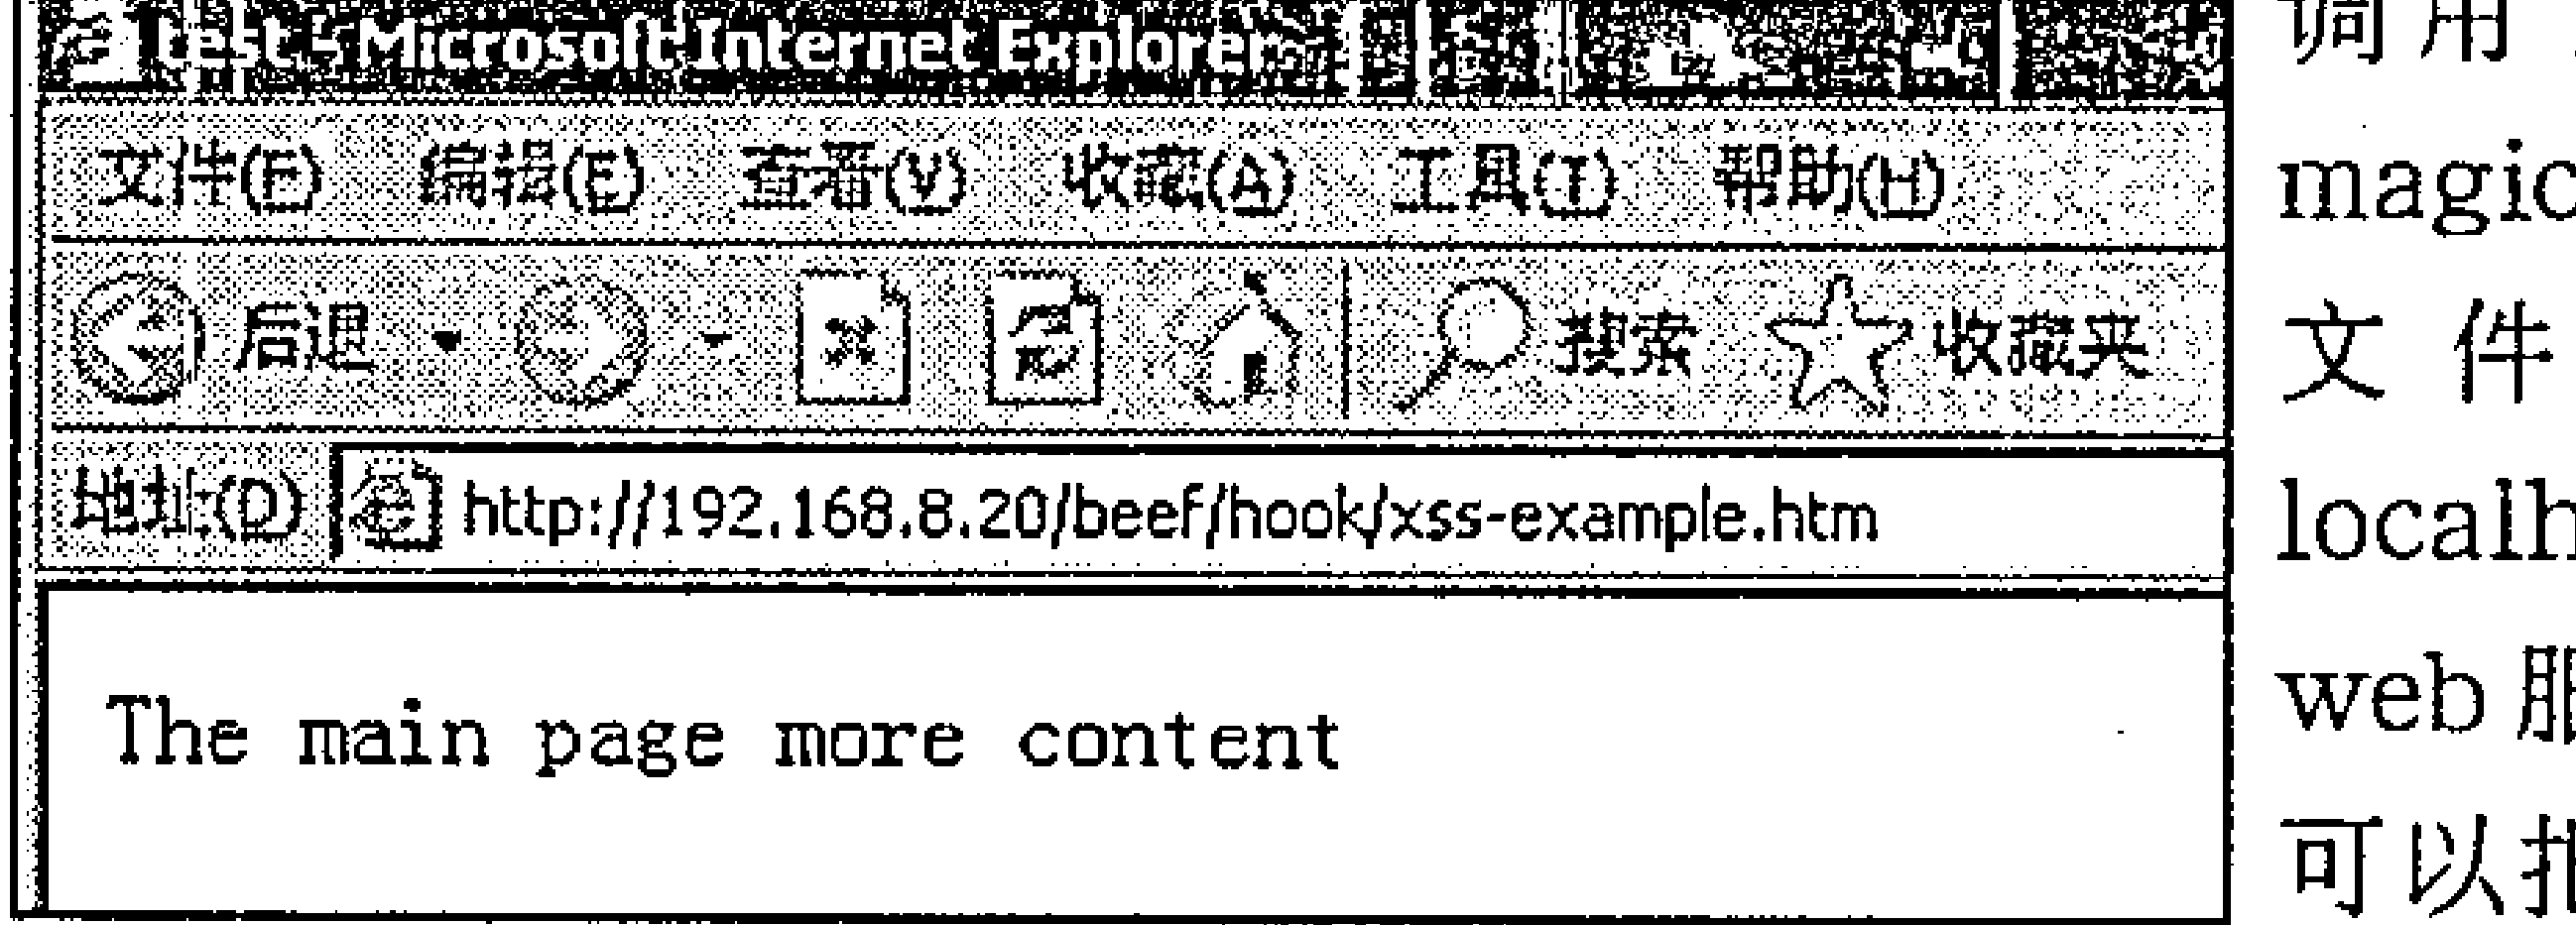 test - Microsoft Internet Explorer
文件(F) 编辑(E) 查看(V) 收藏(A) 工具(T) 帮助(H)
后退 搜索 收藏夹
地址(D) http://192.168.8.20/beef/hook/xss-example.htm
The main page more content
调用
magic
文件
localh
web 服
可以把